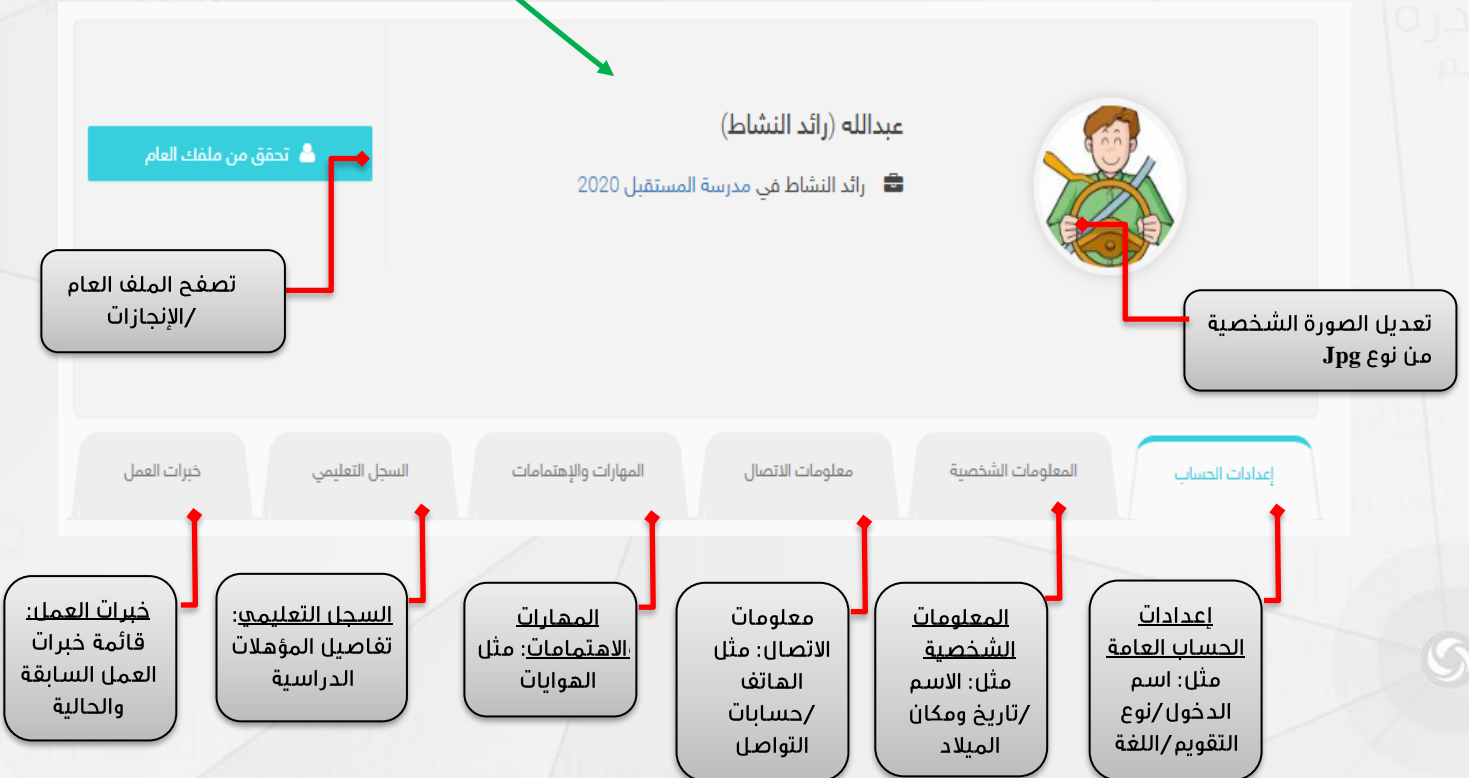 عبدالله (رائد النشاط)
رائد النشاط في مدرسة المستقبل 2020
تحقق من ملفك العام
تصفح الملف العام
/الإنجازات
تعديل الصورة الشخصية
من نوع Jpg
إعدادات الحساب
المعلومات الشخصية
معلومات الاتصال
المهارات والإهتمامات
السجل التعليمي
خبرات العمل
إعدادات
الحساب العامة
مثل: اسم
الدخول/نوع
التقويم/اللغة
المعلومات
الشخصية
مثل: الاسم
/تاريخ ومكان
الميلاد
معلومات
الاتصال: مثل
الهاتف
/حسابات
التواصل
المهارات
والاهتمامات: مثل
الهوايات
السجل التعليمي:
تفاصيل المؤهلات
الدراسية
خبرات العمل:
قائمة خبرات
العمل السابقة
والحالية